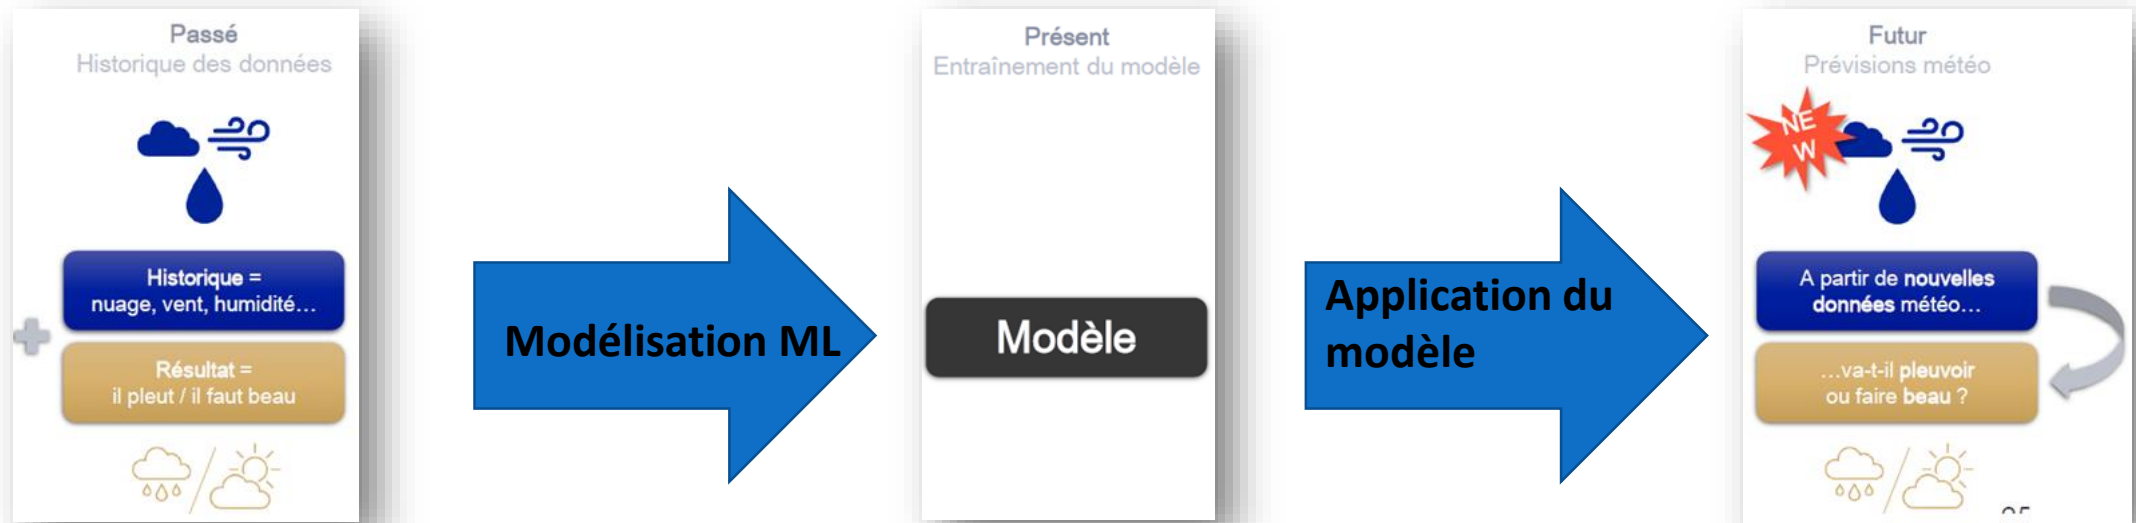 Passé
Historique des données
Historique =
nuage, vent, humidité...
Résultat =
il pleut / il faut beau
Modélisation ML
Présent
Entraînement du modèle
Modèle
Application du
modèle
Futur
Prévisions météo
NE
W
A partir de nouvelles
données météo...
...va-t-il pleuvoir
ou faire beau ?